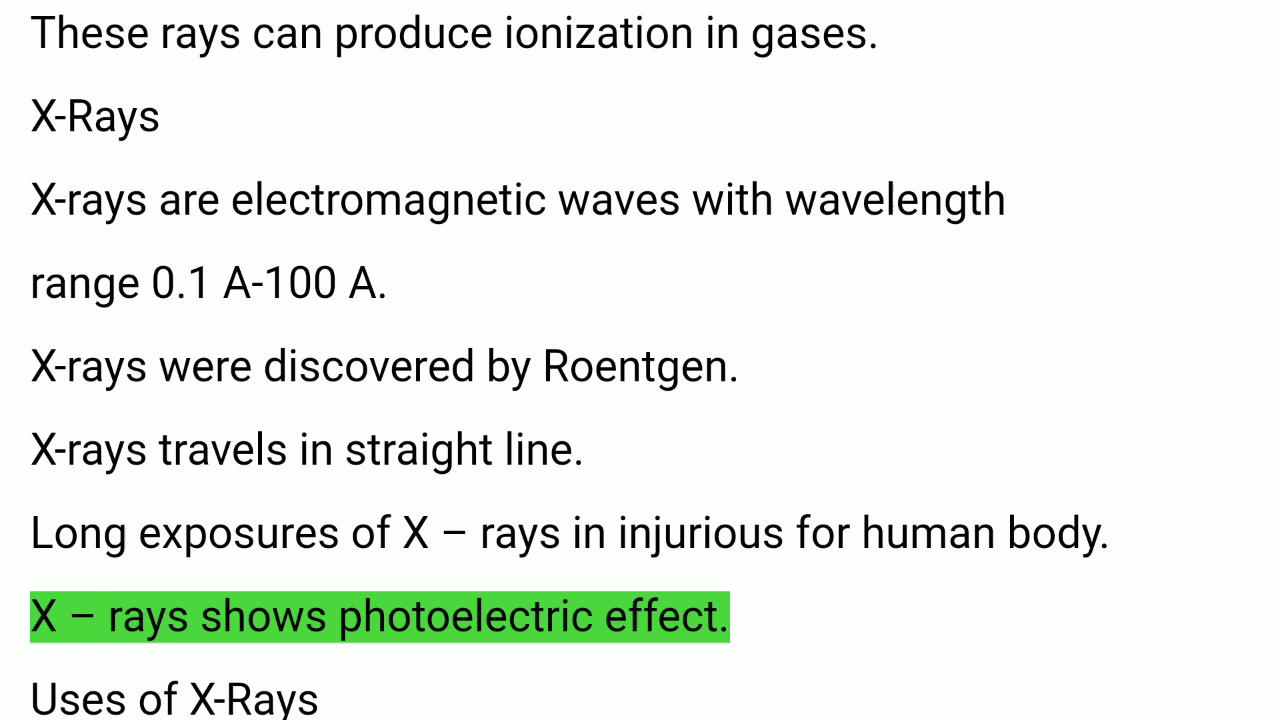 These rays can produce ionization in gases.
X-Rays
X-rays are electromagnetic waves with wavelength
range 0.1 A-100 A.
X-rays were discovered by Roentgen.
X-rays travels in straight line.
Long exposures of X – rays in injurious for human body.
X – rays shows photoelectric effect.
Uses of X-Rays